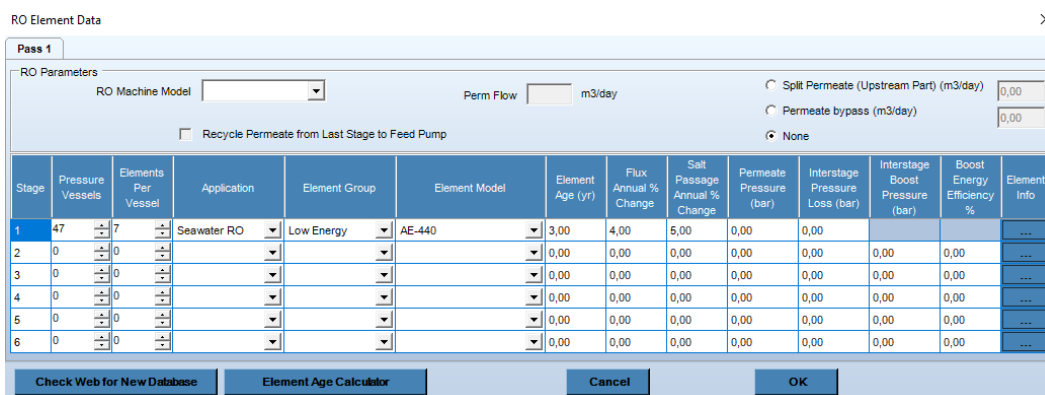 RO Element Data
Pass 1
RO Parameters
RO Machine Model
Perm Flow m3/day
Split Permeate (Upstream Part) (m3/day) 0,00
Permeate bypass (m3/day) 0,00
None
Recycle Permeate from Last Stage to Feed Pump
Stage Pressure Vessels Elements Per Vessel Application Element Group Element Model Element Age (yr) Flux Annual % Change Salt Passage Annual % Change Permeate Pressure (bar) Interstage Pressure Loss (bar) Interstage Boost Pressure (bar) Boost Energy Efficiency % Element Info
1 47 7 Seawater RO Low Energy AE-440 3,00 4,00 5,00 0,00 0,00 ...
2 0 0 0,00 0,00 0,00 0,00 0,00 0,00 0,00 ...
3 0 0 0,00 0,00 0,00 0,00 0,00 0,00 0,00 ...
4 0 0 0,00 0,00 0,00 0,00 0,00 0,00 0,00 ...
5 0 0 0,00 0,00 0,00 0,00 0,00 0,00 0,00 ...
6 0 0 0,00 0,00 0,00 0,00 0,00 0,00 0,00 ...
Check Web for New Database Element Age Calculator Cancel OK